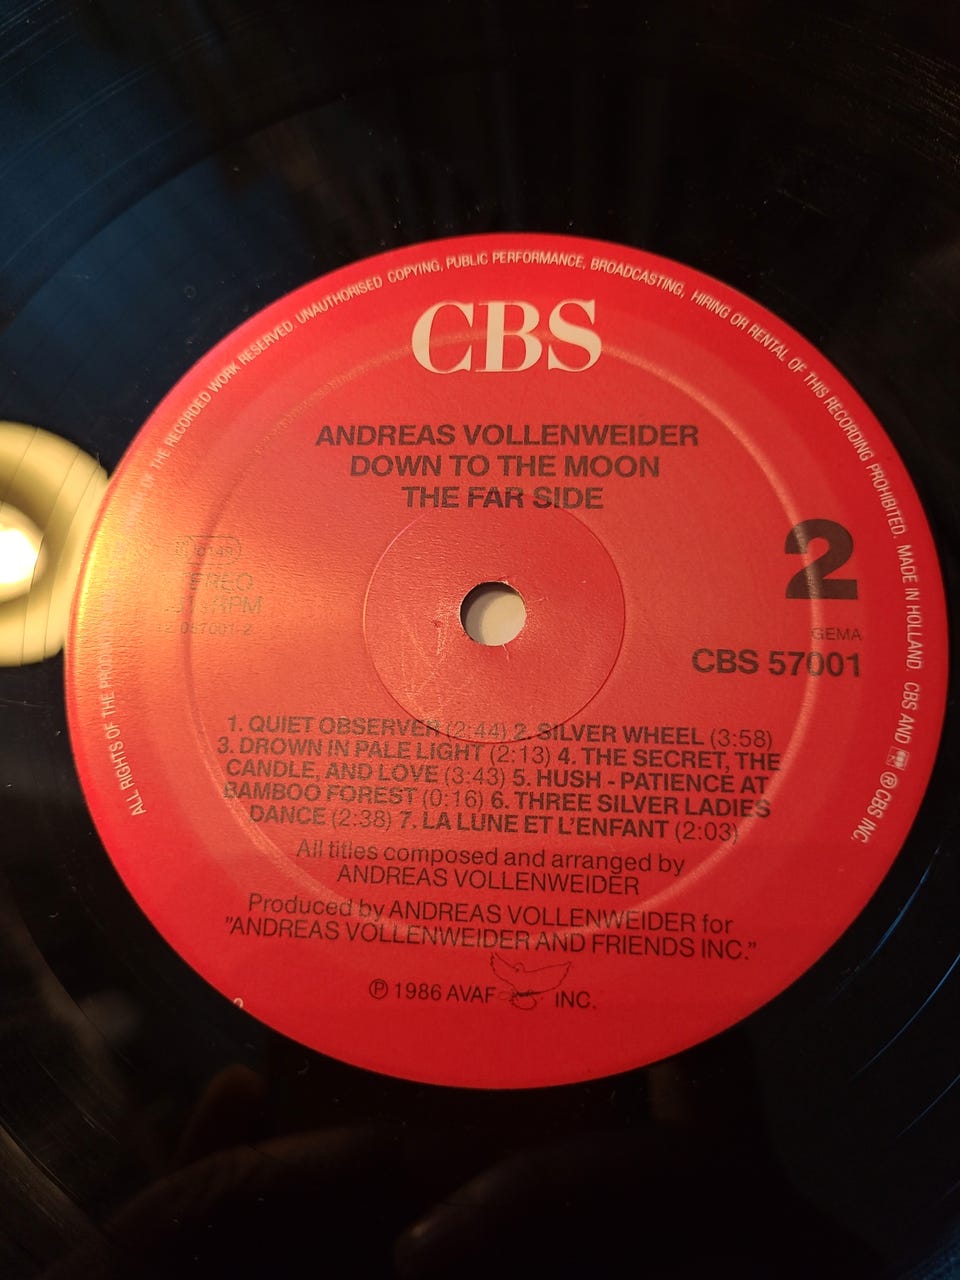 ALL RIGHTS OF THE THE RECORDED WORK RESERVED. UNAUTHORISED COPYING, PUBLIC PERFORMANCE, BROADCASTING, HIRING OR RENTAL OF THIS RECORDING PROHIBITED. MADE IN HOLLAND. CBS AND ® CBS INC.
CBS
ANDREAS VOLLENWEIDER
DOWN TO THE MOON
THE FAR SIDE
2
STEREO
RPM
GEMA
CBS 57001
1. QUIET OBSERVER (2:44) 2. SILVER WHEEL (3:58)
3. DROWN IN PALE LIGHT (2:13) 4. THE SECRET, THE
CANDLE, AND LOVE (3:43) 5. HUSH - PATIENCE AT
BAMBOO FOREST (0:16) 6. THREE SILVER LADIES
DANCE (2:38) 7. LA LUNE ET L'ENFANT (2:03)
All titles composed and arranged by
ANDREAS VOLLENWEIDER
Produced by ANDREAS VOLLENWEIDER for
"ANDREAS VOLLENWEIDER AND FRIENDS INC."
℗ 1986 AVAF INC.